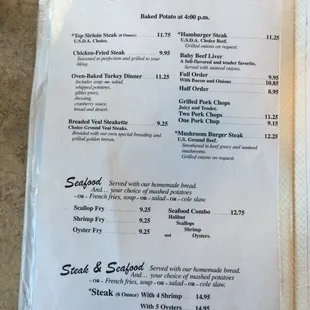 Baked Potato at 4:00 p.m.
*Top Sirloin Steak (6 Ounce) 11.75
U.S.D.A. Choice.
Chicken-Fried Steak 9.95
Seasoned to perfection and grilled to your
liking.
Oven-Baked Turkey Dinner 11.25
Includes soup -or- salad,
whipped potatoes,
giblet gravy,
dressing,
cranberry sauce,
bread and desert
Breaded Veal Steakette 9.25
Choice Ground Veal Steaks.
Breaded with our own special breading and
grilled golden brown.
*Hamburger Steak 11.25
U.S.D.A. Choice Beef.
Grilled onions on request.
Baby Beef Liver
A full-flavored and tender favorite.
Served with sauteed onions.
Full Order 9.95
With Bacon and Onions 10.85
Half Order 8.95
Grilled Pork Chops
Juicy and Tender.
Two Pork Chops 11.25
One Pork Chop 9.15
*Mushroom Burger Steak 12.25
U.S. Ground Beef.
Smothered in beef gravy and sauteed
mushrooms.
Grilled onions on request.
Seafood Served with our homemade bread.
And... your choice of mashed potatoes
- OR - French fries, soup - OR - salad - OR - cole slaw.
Scallop Fry 9.25
Shrimp Fry 9.25
Oyster Fry 9.25
Seafood Combo 12.75
Halibut
Scallops
Shrimp
and Oysters.
Steak & Seafood Served with our homemade bread.
And... your choice of mashed potatoes
- OR - French fries, soup - OR - salad - OR - cole slaw.
*Steak (6 Ounce) With 4 Shrimp 14.95
With 5 Oysters 14.95